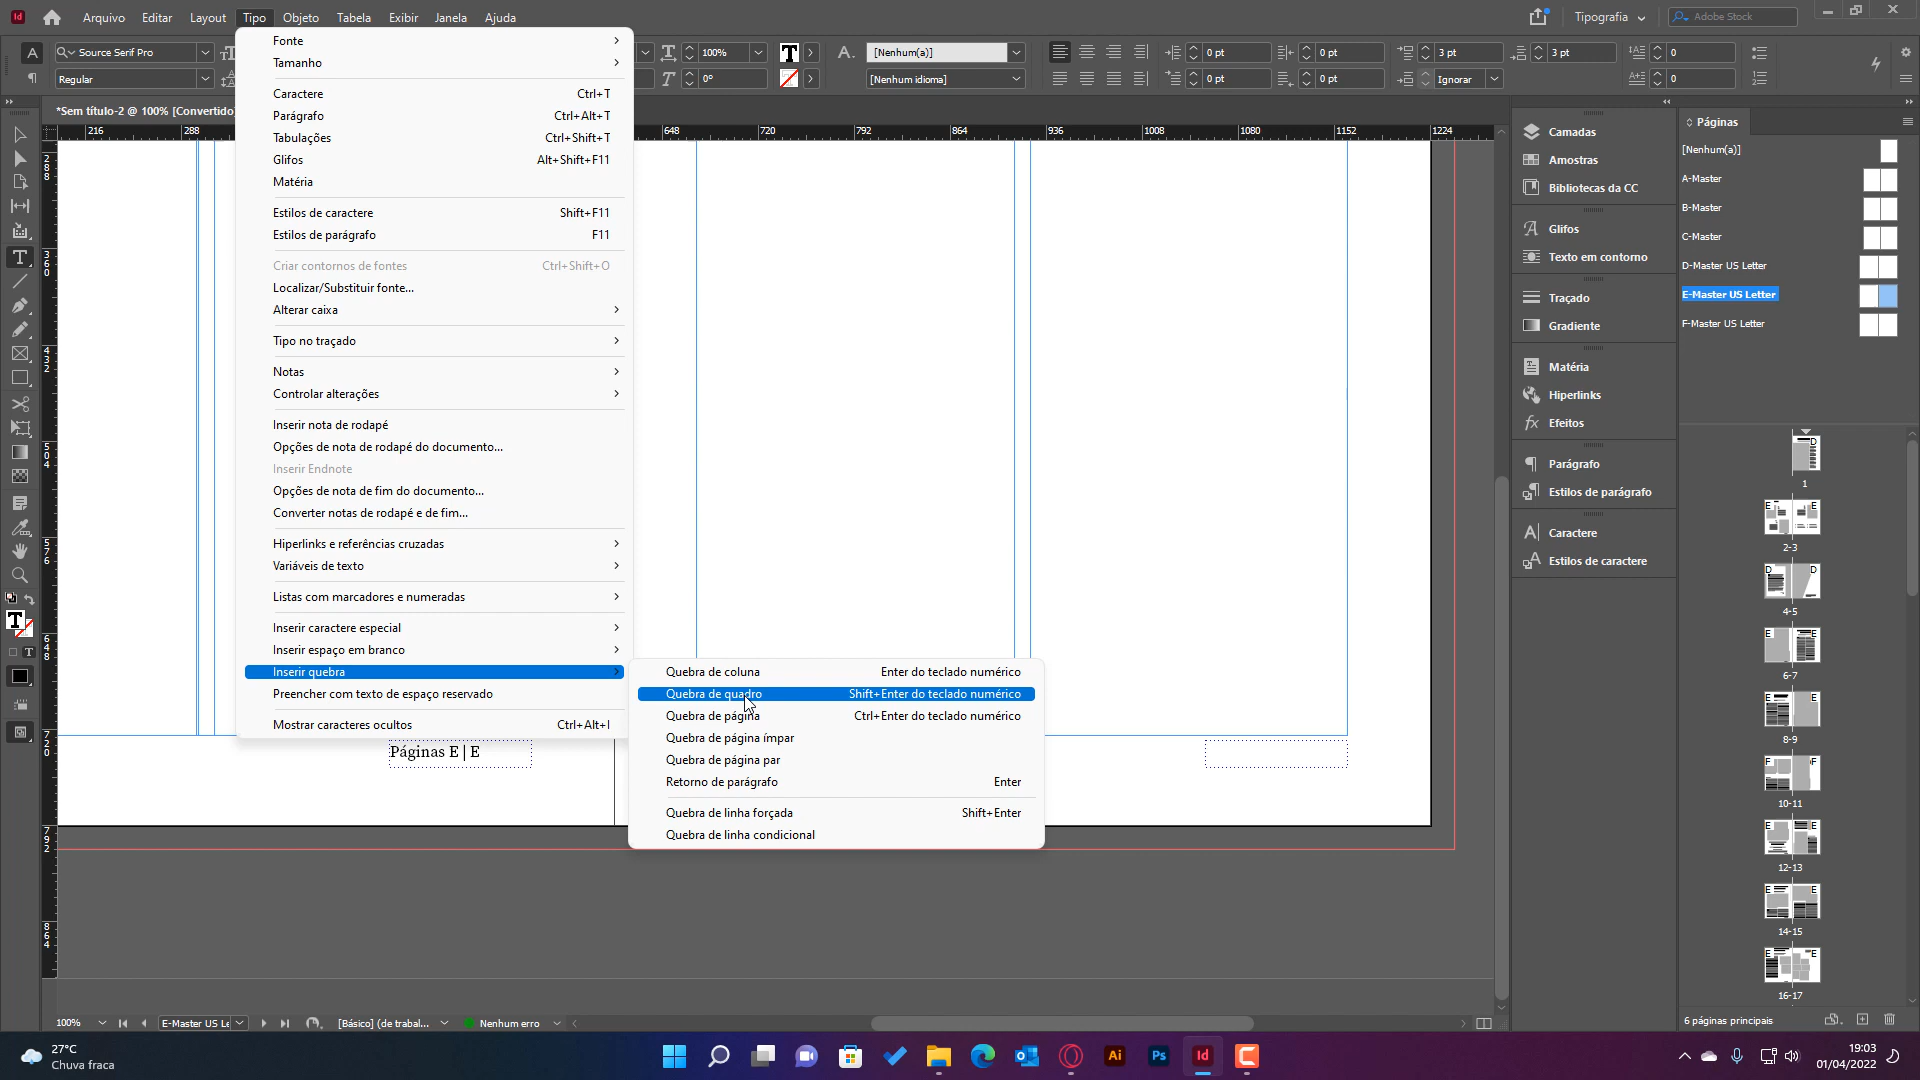 Id
Arquivo Editar Layout Tipo Objeto Tabela Exibir Janela Ajuda
Tipografia
Adobe Stock
Source Serif Pro
Regular
100%
0°
[Nenhum(a)]
[Nenhum idioma]
0 pt
0 pt
0 pt
0 pt
3 pt
3 pt
Ignorar
0
0
*Sem título-2 @ 100% [Convertido]
216 288 648 720 792 864 936 1008 1080 1152 1224
288
360
432
504
576
648
720
792
864
Fonte
Tamanho
Caractere Ctrl+T
Parágrafo Ctrl+Alt+T
Tabulações Ctrl+Shift+T
Glifos Alt+Shift+F11
Matéria
Estilos de caractere Shift+F11
Estilos de parágrafo F11
Criar contornos de fontes Ctrl+Shift+O
Localizar/Substituir fonte...
Alterar caixa
Tipo no traçado
Notas
Controlar alterações
Inserir nota de rodapé
Opções de nota de rodapé do documento...
Inserir Endnote
Opções de nota de fim do documento...
Converter notas de rodapé e de fim...
Hiperlinks e referências cruzadas
Variáveis de texto
Listas com marcadores e numeradas
Inserir caractere especial
Inserir espaço em branco
Inserir quebra
Preencher com texto de espaço reservado
Mostrar caracteres ocultos Ctrl+Alt+I
Quebra de coluna Enter do teclado numérico
Quebra de quadro Shift+Enter do teclado numérico
Quebra de página Ctrl+Enter do teclado numérico
Quebra de página ímpar
Quebra de página par
Retorno de parágrafo Enter
Quebra de linha forçada Shift+Enter
Quebra de linha condicional
Páginas E | E
Camadas
Amostras
Bibliotecas da CC
Glifos
Texto em contorno
Traçado
Gradiente
Matéria
Hiperlinks
Efeitos
Parágrafo
Estilos de parágrafo
Caractere
Estilos de caractere
Páginas
[Nenhum(a)]
A-Master
B-Master
C-Master
D-Master US Letter
E-Master US Letter
F-Master US Letter
D
1
E E
2-3
D D
4-5
E
6-7
E
8-9
F F
10-11
E E
12-13
E E
14-15
E E
16-17
6 páginas principais
100%
E-Master US Le
[Básico] (de trabal...
Nenhum erro
27°C
Chuva fraca
Ai
Ps
Id
19:03
01/04/2022